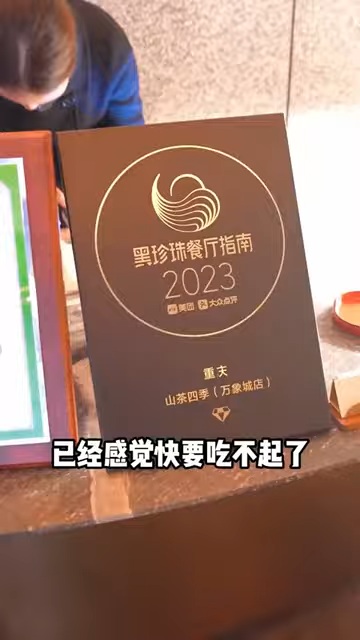 黑珍珠餐厅指南
2023
美团 大众点评
重庆
山茶四季（万象城店）
已经感觉快要吃不起了